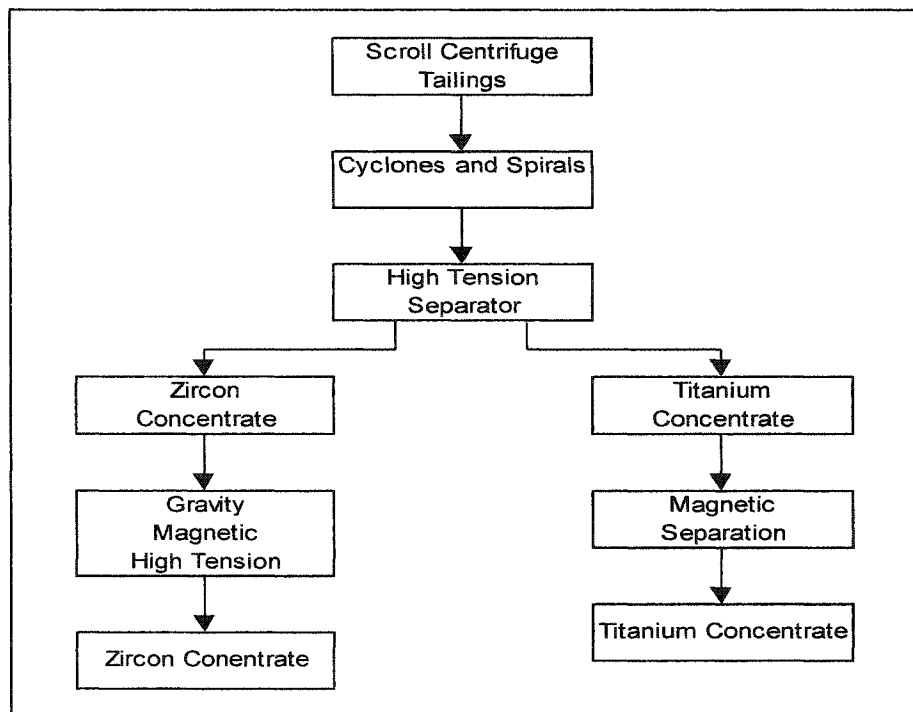 Scroll Centrifuge
Tailings
Cyclones and Spirals
High Tension
Separator
Zircon
Concentrate
Titanium
Concentrate
Gravity
Magnetic
High Tension
Magnetic
Separation
Zircon Conentrate
Titanium Concentrate